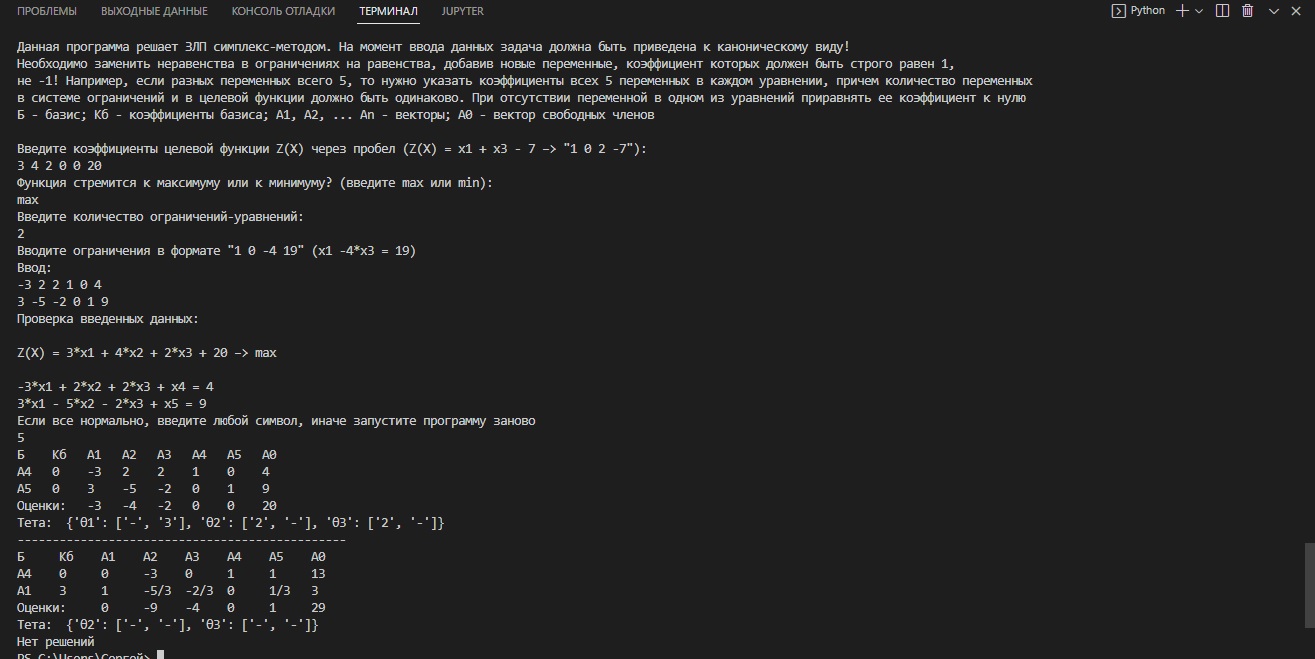 ПРОБЛЕМЫ ВЫХОДНЫЕ ДАННЫЕ КОНСОЛЬ ОТЛАДКИ ТЕРМИНАЛ JUPYTER Python
Данная программа решает ЗЛП симплекс-методом. На момент ввода данных задача должна быть приведена к каноническому виду!
Необходимо заменить неравенства в ограничениях на равенства, добавив новые переменные, коэффициент которых должен быть строго равен 1,
не -1! Например, если разных переменных всего 5, то нужно указать коэффициенты всех 5 переменных в каждом уравнении, причем количество переменных
в системе ограничений и в целевой функции должно быть одинаково. При отсутствии переменной в одном из уравнений приравнять ее коэффициент к нулю
Б - базис; Кб - коэффициенты базиса; A1, A2, ... An - векторы; A0 - вектор свободных членов
Введите коэффициенты целевой функции Z(X) через пробел (Z(X) = x1 + x3 - 7 —> "1 0 2 -7"):
3 4 2 0 0 20
Функция стремится к максимуму или к минимуму? (введите max или min):
max
Введите количество ограничений-уравнений:
2
Вводите ограничения в формате "1 0 -4 19" (x1 -4*x3 = 19)
Ввод:
-3 2 2 1 0 4
3 -5 -2 0 1 9
Проверка введенных данных:
Z(X) = 3*x1 + 4*x2 + 2*x3 + 20 —> max
-3*x1 + 2*x2 + 2*x3 + x4 = 4
3*x1 - 5*x2 - 2*x3 + x5 = 9
Если все нормально, введите любой символ, иначе запустите программу заново
5
Б Кб A1 A2 A3 A4 A5 A0
A4 0 -3 2 2 1 0 4
A5 0 3 -5 -2 0 1 9
Оценки: -3 -4 -2 0 0 20
Тета: {'θ1': ['-', '3'], 'θ2': ['2', '-'], 'θ3': ['2', '-']}
-----------------------------------------------
Б Кб A1 A2 A3 A4 A5 A0
A4 0 0 -3 0 1 1 13
A1 3 1 -5/3 -2/3 0 1/3 3
Оценки: 0 -9 -4 0 1 29
Тета: {'θ2': ['-', '-'], 'θ3': ['-', '-']}
Нет решений
PS C:\Users\Сергей>